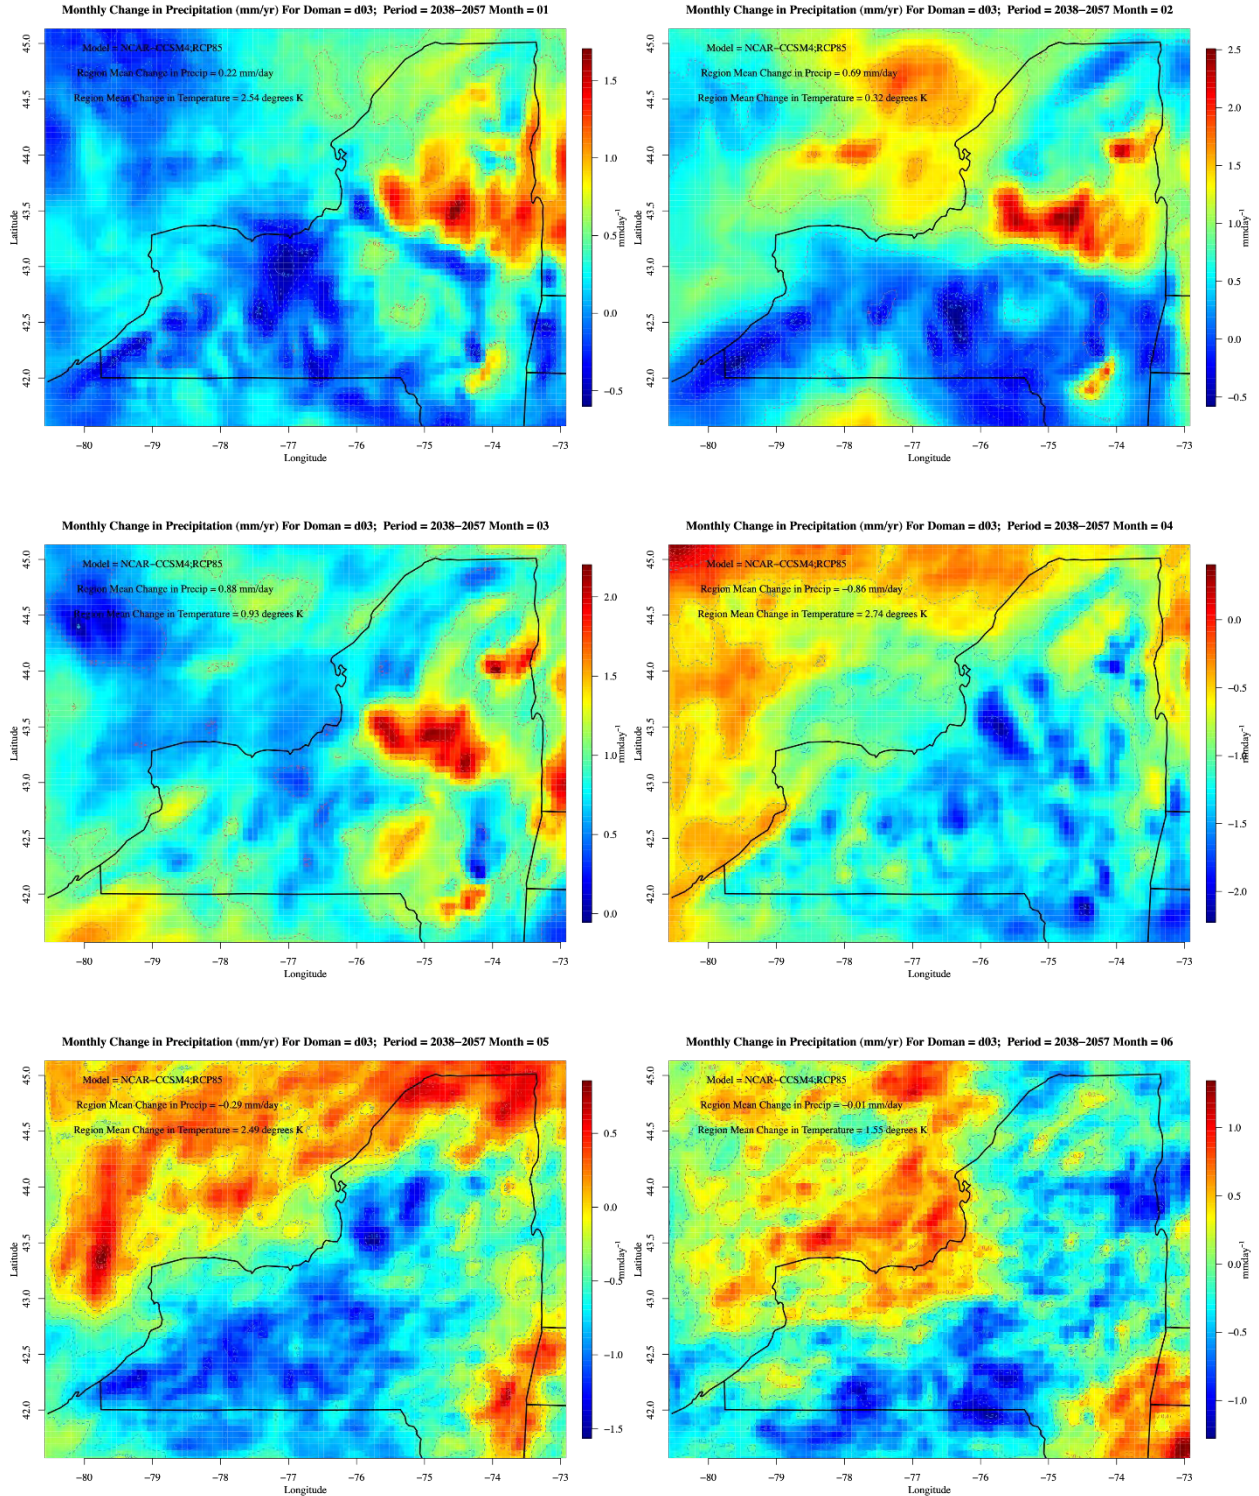 Monthly Change in Precipitation (mm/yr) For Doman = d03; Period = 2038−2057 Month = 01
Model = NCAR−CCSM4;RCP85
Region Mean Change in Precip = 0.22 mm/day
Region Mean Change in Temperature = 2.54 degrees K
45.0
44.5
44.0
43.5
43.0
42.5
42.0
Latitude
−80 −79 −78 −77 −76 −75 −74 −73
Longitude
1.5
1.0
0.5
0.0
−0.5
mmday−1
Monthly Change in Precipitation (mm/yr) For Doman = d03; Period = 2038−2057 Month = 02
Model = NCAR−CCSM4;RCP85
Region Mean Change in Precip = 0.69 mm/day
Region Mean Change in Temperature = 0.32 degrees K
45.0
44.5
44.0
43.5
43.0
42.5
42.0
Latitude
−80 −79 −78 −77 −76 −75 −74 −73
Longitude
2.5
2.0
1.5
1.0
0.5
0.0
−0.5
mmday−1
Monthly Change in Precipitation (mm/yr) For Doman = d03; Period = 2038−2057 Month = 03
Model = NCAR−CCSM4;RCP85
Region Mean Change in Precip = 0.88 mm/day
Region Mean Change in Temperature = 0.93 degrees K
45.0
44.5
44.0
43.5
43.0
42.5
42.0
Latitude
−80 −79 −78 −77 −76 −75 −74 −73
Longitude
2.0
1.5
1.0
0.5
0.0
mmday−1
Monthly Change in Precipitation (mm/yr) For Doman = d03; Period = 2038−2057 Month = 04
Model = NCAR−CCSM4;RCP85
Region Mean Change in Precip = −0.86 mm/day
Region Mean Change in Temperature = 2.74 degrees K
45.0
44.5
44.0
43.5
43.0
42.5
42.0
Latitude
−80 −79 −78 −77 −76 −75 −74 −73
Longitude
0.0
−0.5
−1.0
−1.5
−2.0
mmday−1
Monthly Change in Precipitation (mm/yr) For Doman = d03; Period = 2038−2057 Month = 05
Model = NCAR−CCSM4;RCP85
Region Mean Change in Precip = −0.29 mm/day
Region Mean Change in Temperature = 2.49 degrees K
45.0
44.5
44.0
43.5
43.0
42.5
42.0
Latitude
−80 −79 −78 −77 −76 −75 −74 −73
Longitude
0.5
0.0
−0.5
−1.0
−1.5
mmday−1
Monthly Change in Precipitation (mm/yr) For Doman = d03; Period = 2038−2057 Month = 06
Model = NCAR−CCSM4;RCP85
Region Mean Change in Precip = −0.01 mm/day
Region Mean Change in Temperature = 1.55 degrees K
45.0
44.5
44.0
43.5
43.0
42.5
42.0
Latitude
−80 −79 −78 −77 −76 −75 −74 −73
Longitude
1.0
0.5
0.0
−0.5
−1.0
mmday−1